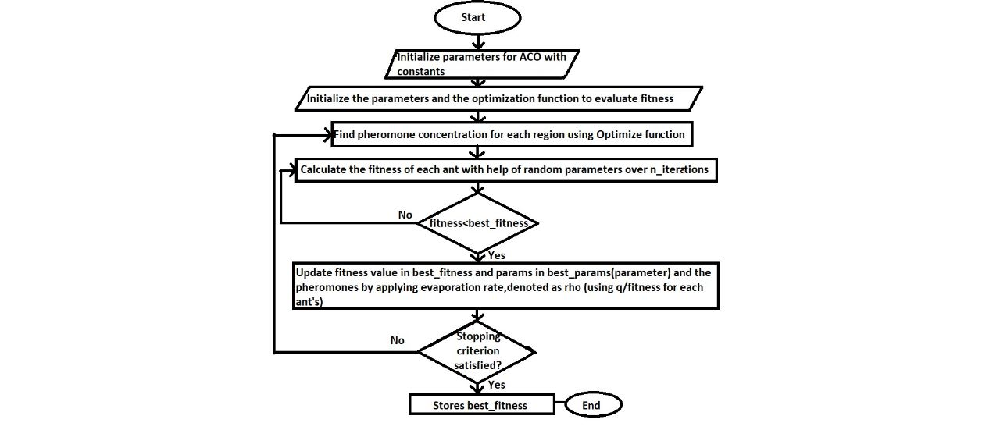 Start
Initialize parameters for ACO with
constants
Initialize the parameters and the optimization function to evaluate fitness
Find pheromone concentration for each region using Optimize function
Calculate the fitness of each ant with help of random parameters over n_iterations
No
fitness<best_fitness
Yes
Update fitness value in best_fitness and params in best_params(parameter) and the
pheromones by applying evaporation rate,denoted as rho (using q/fitness for each
ant's)
No
Stopping
criterion
satisfied?
Yes
Stores best_fitness
End